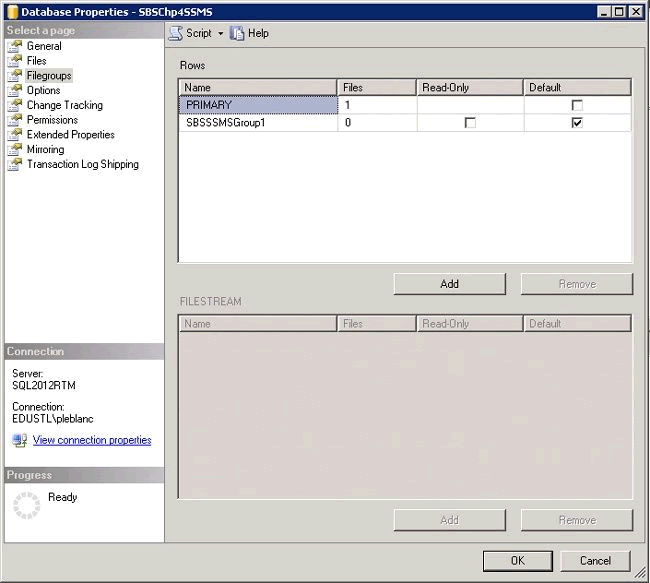 Database Properties - SBSChp4SSMS
Select a page
General
Files
Filegroups
Options
Change Tracking
Permissions
Extended Properties
Mirroring
Transaction Log Shipping
Connection
Server:
SQL2012RTM
Connection:
EDUSTL\pleblanc
View connection properties
Progress
Ready
Script Help
Rows
Name Files Read-Only Default
PRIMARY 1
SBSSSMSGroup1 0
Add Remove
FILESTREAM
Name Files Read-Only Default
Add Remove
OK Cancel